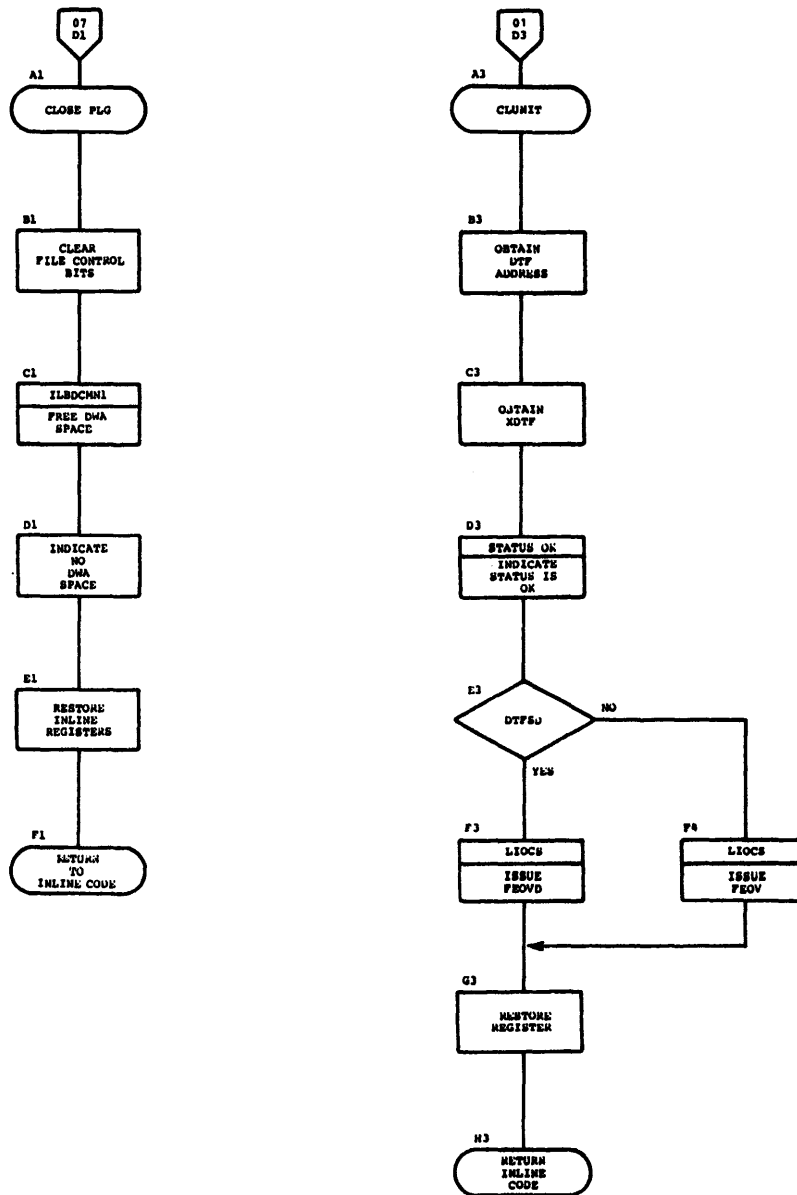 07
D1
A1
CLOSE PLG
B1
CLEAR
FILE CONTROL
BITS
C1
ILBDCMN1
FREE DWA
SPACE
D1
INDICATE
NO
DWA
SPACE
E1
RESTORE
INLINE
REGISTERS
F1
RETURN
TO
INLINE CODE
01
D3
A3
CLUNIT
B3
OBTAIN
DTF
ADDRESS
C3
OBTAIN
XDTF
D3
STATUS OK
INDICATE
STATUS IS
OK
E3
DTFSD
NO
YES
F3
LIOCS
ISSUE
FEOVD
F4
LIOCS
ISSUE
FEOV
G3
RESTORE
REGISTER
H3
RETURN
INLINE
CODE